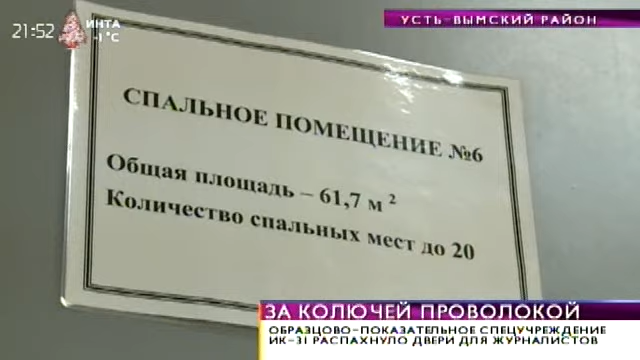 21:52
ИНТА
-1°C
УСТЬ-ВЫМСКИЙ РАЙОН
СПАЛЬНОЕ ПОМЕЩЕНИЕ №6
Общая площадь – 61,7 м ²
Количество спальных мест до 20
ЗА КОЛЮЧЕЙ ПРОВОЛОКОЙ
ОБРАЗЦОВО-ПОКАЗАТЕЛЬНОЕ СПЕЦУЧРЕЖДЕНИЕ
ИК-31 РАСПАХНУЛО ДВЕРИ ДЛЯ ЖУРНАЛИСТОВ